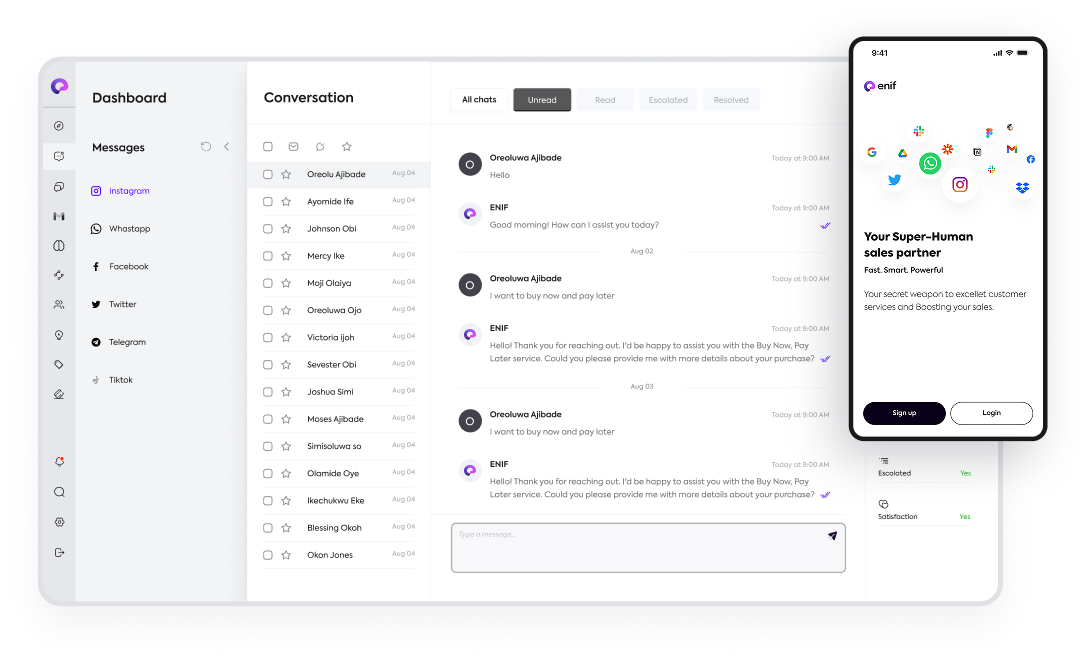 Dashboard
Messages
Instagram
Whastapp
Facebook
Twitter
Telegram
Tiktok
Conversation
Oreolu Ajibade Aug 04
Ayomide Ife Aug 04
Johnson Obi Aug 04
Mercy Ike Aug 04
Moji Olaiya Aug 04
Oreoluwa Ojo Aug 04
Victoria ijoh Aug 04
Sevester Obi Aug 04
Joshua Simi Aug 04
Moses Ajibade Aug 04
Simisoluwa so Aug 04
Olamide Oye Aug 04
Ikechukwu Eke Aug 04
Blessing Okoh Aug 04
Okon Jones Aug 04
All chats Unread Read Escalated Resolved
O Oreoluwa Ajibade Today at 9:00 AM
Hello
ENIF Today at 9:00 AM
Good morning! How can I assist you today?
Aug 02
O Oreoluwa Ajibade Today at 9:00 AM
I want to buy now and pay later
ENIF Today at 9:00 AM
Hello! Thank you for reaching out. I'd be happy to assist you with the Buy Now, Pay
Later service. Could you please provide me with more details about your purchase?
Aug 03
O Oreoluwa Ajibade Today at 9:00 AM
I want to buy now and pay later
ENIF Today at 9:00 AM
Hello! Thank you for reaching out. I'd be happy to assist you with the Buy Now, Pay
Later service. Could you please provide me with more details about your purchase?
Type a message...
9:41
enif
Your Super-Human
sales partner
Fast. Smart. Powerful
Your secret weapon to excellet customer
services and Boosting your sales.
Sign up Login
Escalated Yes
Satisfaction Yes